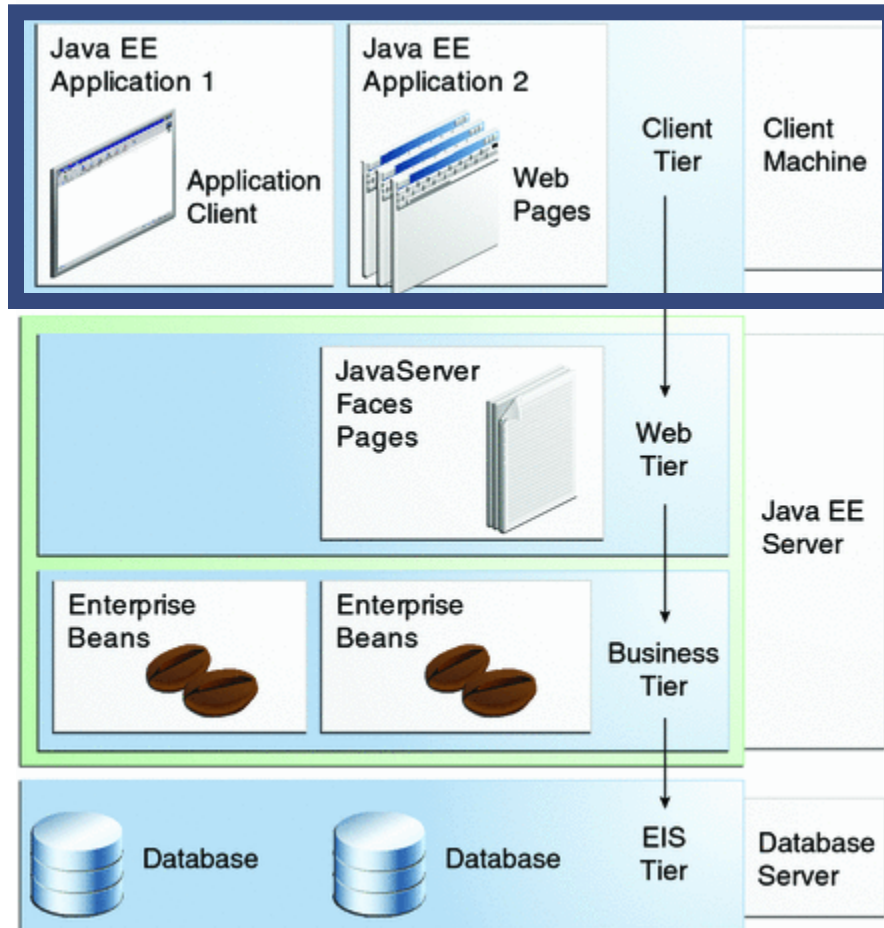 Java EE
Application 1
Application
Client
Java EE
Application 2
Web
Pages
Client
Tier
Client
Machine
JavaServer
Faces
Pages
Web
Tier
Java EE
Server
Enterprise
Beans
Enterprise
Beans
Business
Tier
Database
Database
EIS
Tier
Database
Server